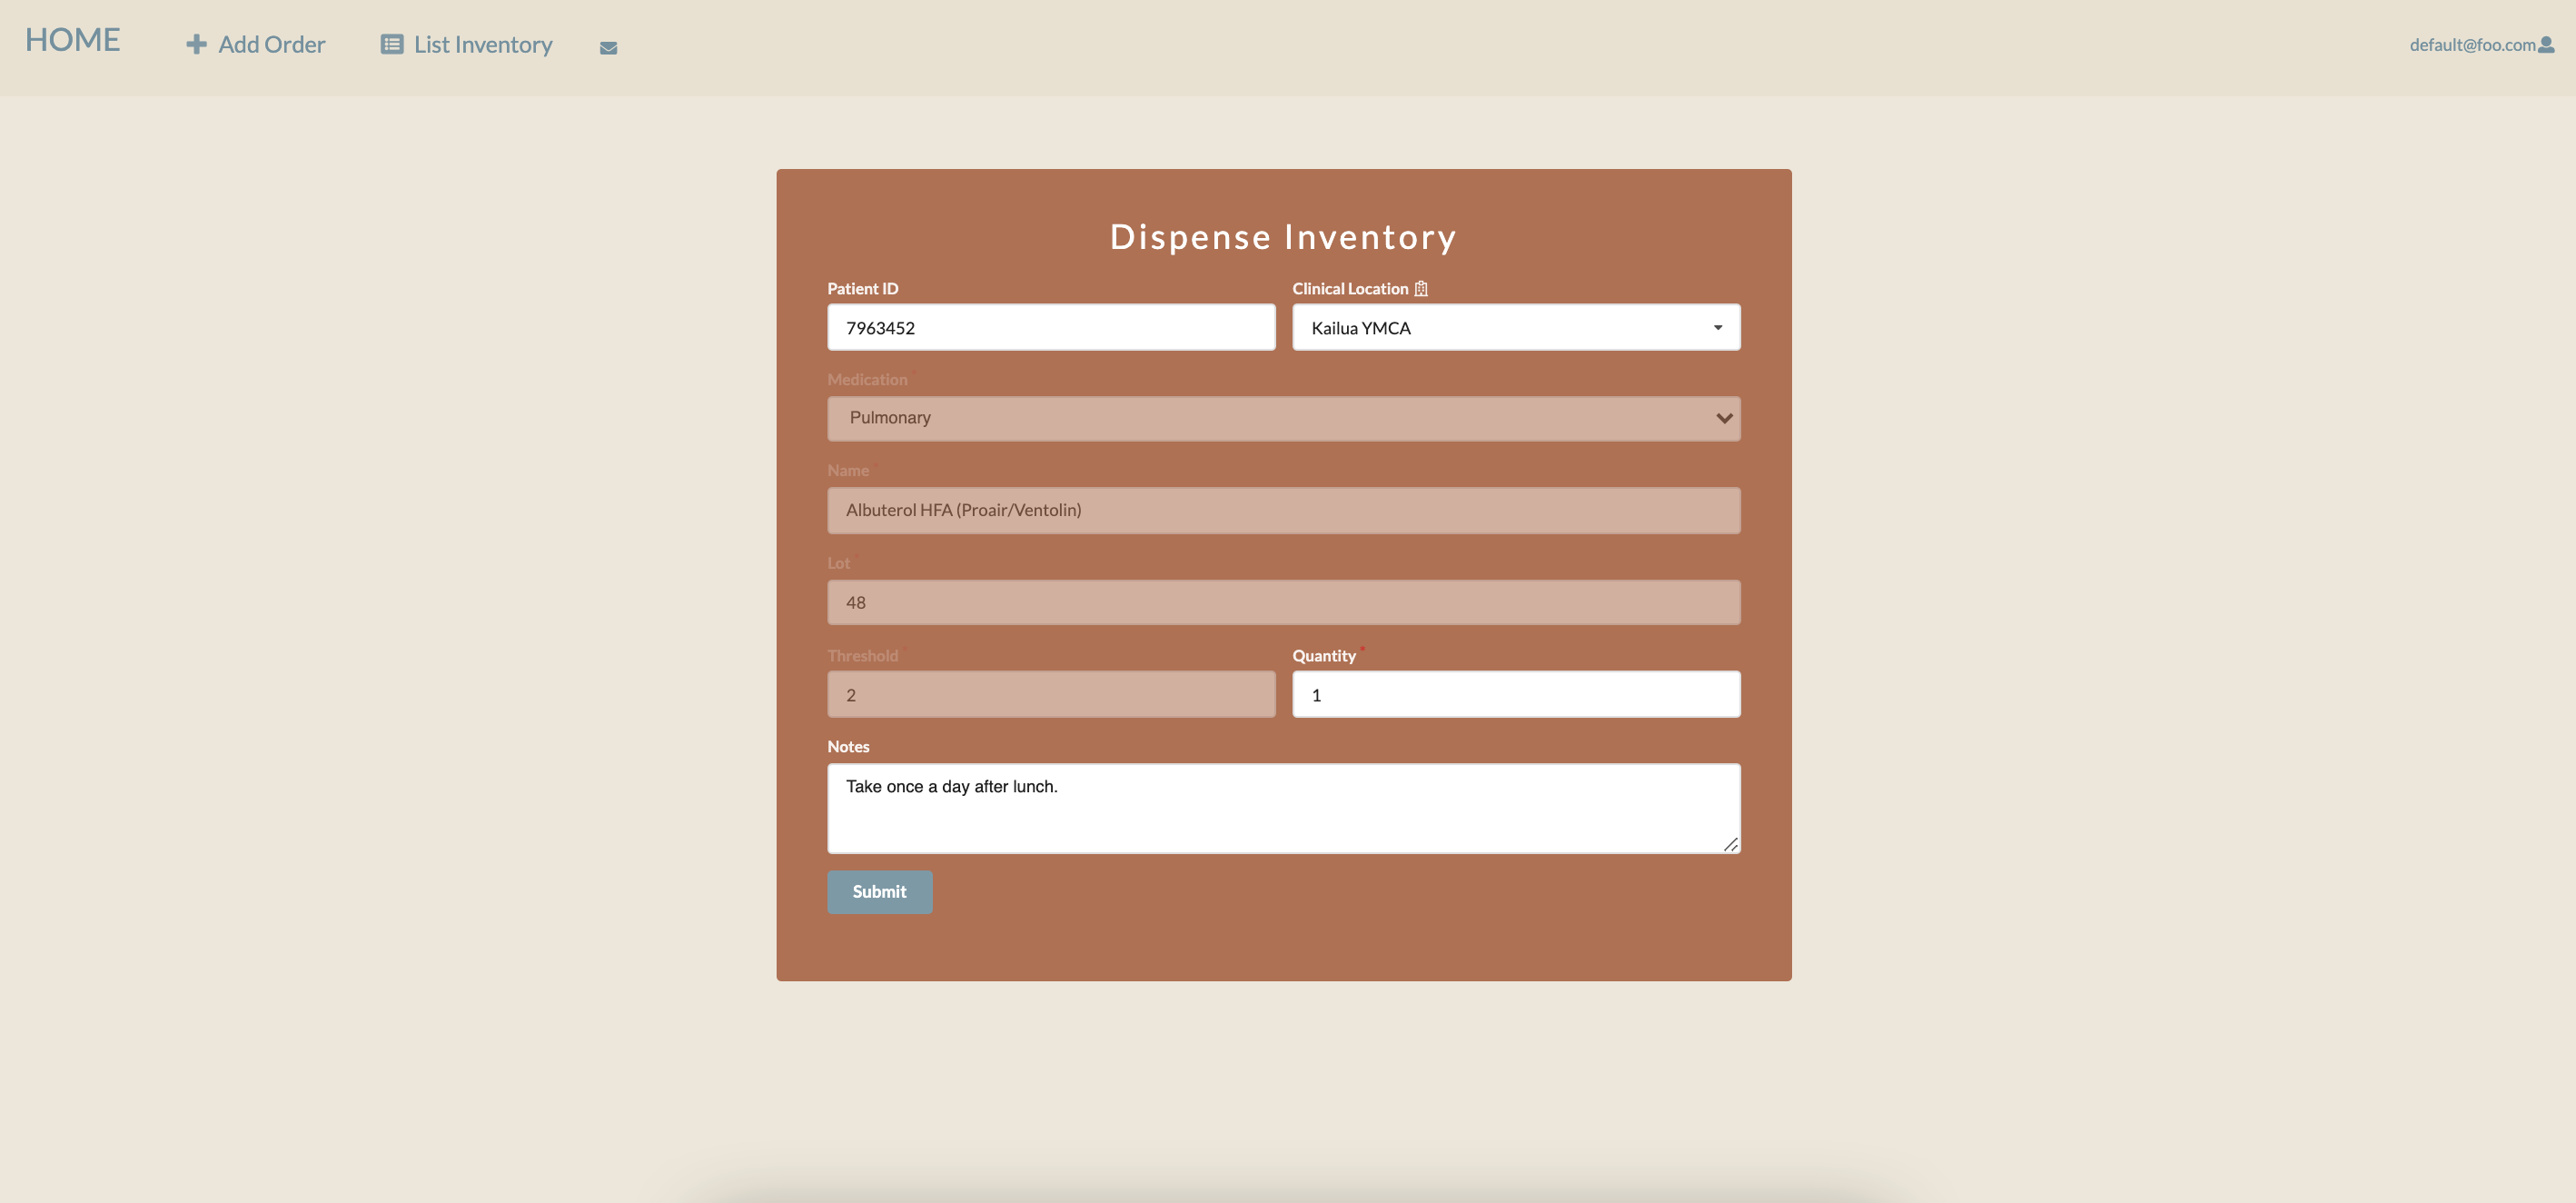 HOME
Add Order
List Inventory
default@foo.com
Dispense Inventory
Patient ID
Clinical Location
7963452
Kailua YMCA
Medication *
Pulmonary
Name *
Albuterol HFA (Proair/Ventolin)
Lot *
48
Threshold *
Quantity *
2
1
Notes
Take once a day after lunch.
Submit